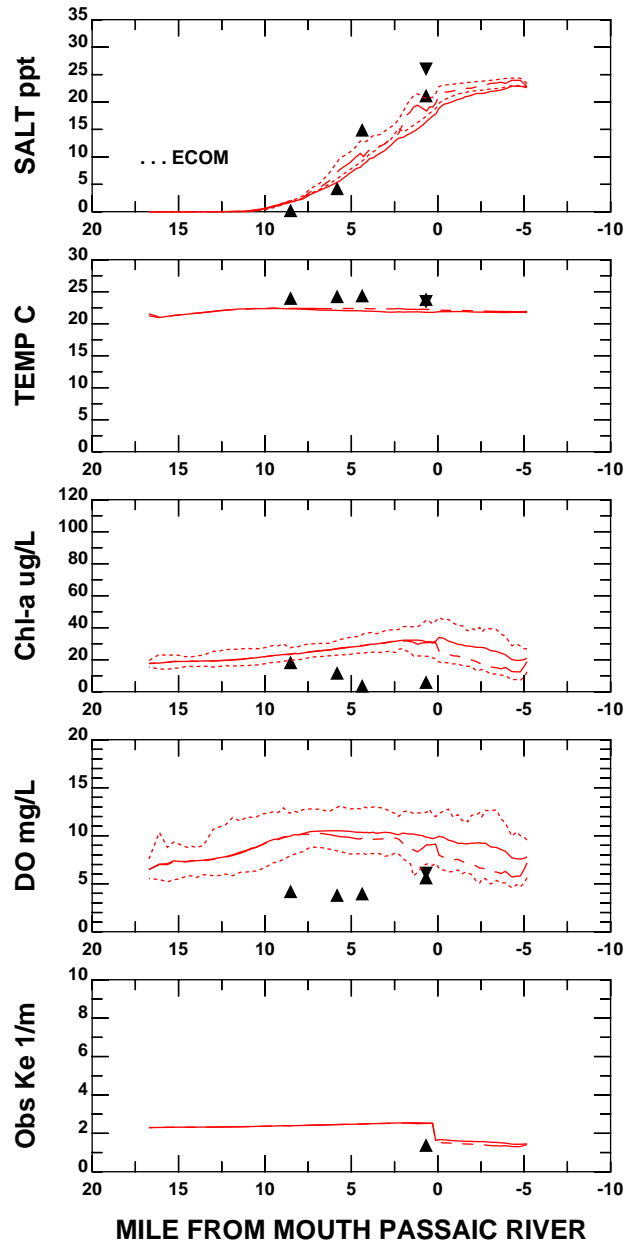 SALT ppt
35
30
25
20
15
10
5
0
. . . ECOM
20 15 10 5 0 -5 -10
TEMP C
30
25
20
15
10
5
0
20 15 10 5 0 -5 -10
Chl-a ug/L
120
100
80
60
40
20
0
20 15 10 5 0 -5 -10
DO mg/L
20
15
10
5
0
20 15 10 5 0 -5 -10
Obs Ke 1/m
10
8
6
4
2
0
20 15 10 5 0 -5 -10
MILE FROM MOUTH PASSAIC RIVER